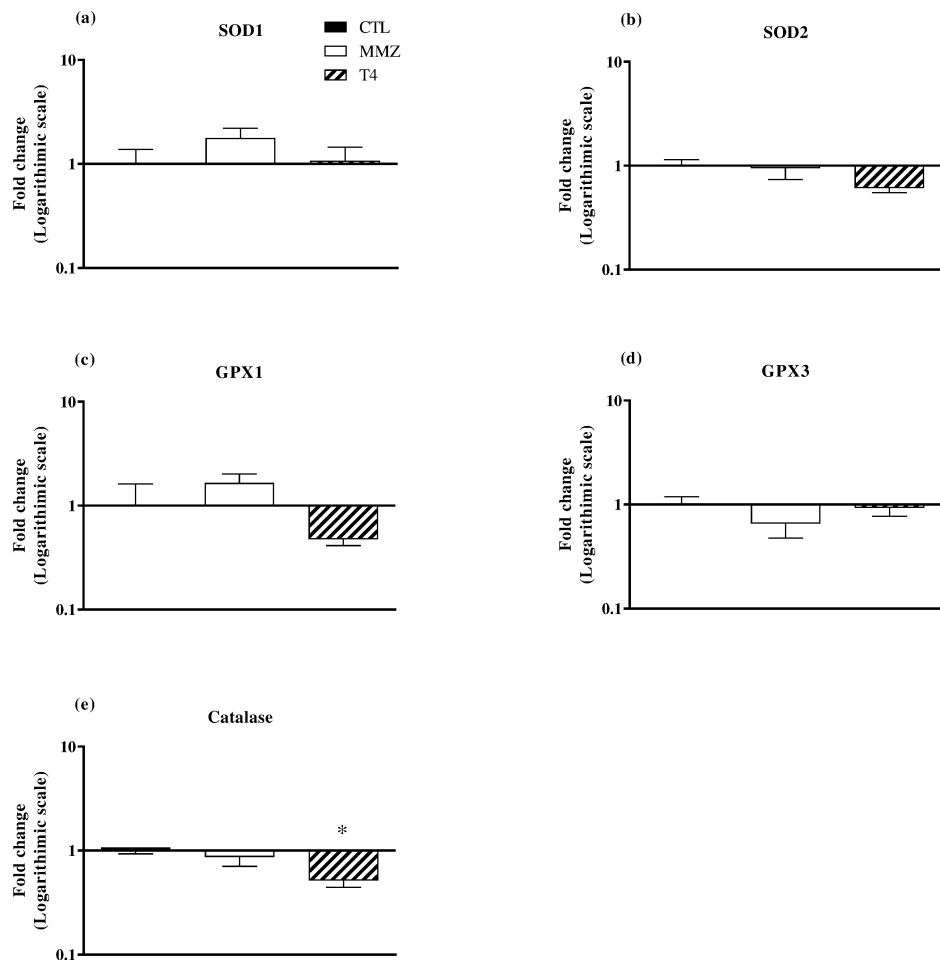 (a)
SOD1
CTL
MMZ
T4
Fold change
(Logarithimic scale)
10
1
0.1
(b)
SOD2
Fold change
(Logarithimic scale)
10
1
0.1
(c)
GPX1
Fold change
(Logarithimic scale)
10
1
0.1
(d)
GPX3
Fold change
(Logarithimic scale)
10
1
0.1
(e)
Catalase
Fold change
(Logarithimic scale)
10
1
0.1
*